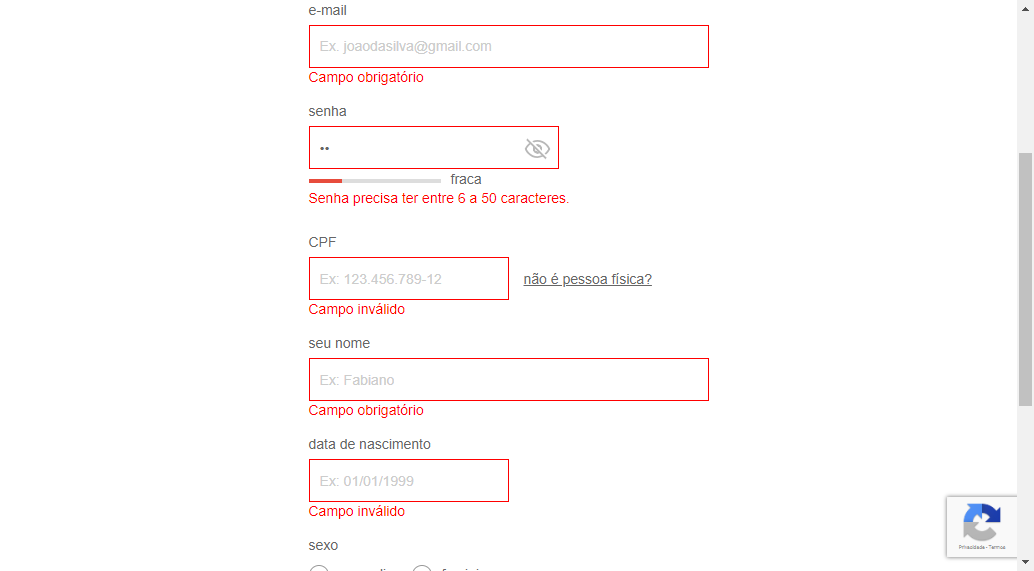 e-mail
Ex. joaodasilva@gmail.com
Campo obrigatório
senha
••
fraca
Senha precisa ter entre 6 a 50 caracteres.
CPF
Ex: 123.456.789-12 não é pessoa física?
Campo inválido
seu nome
Ex: Fabiano
Campo obrigatório
data de nascimento
Ex: 01/01/1999
Campo inválido
sexo
Privacidade - Termos